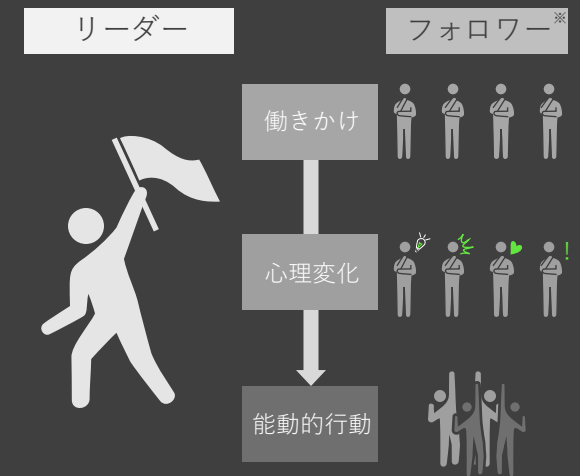 リーダー
フォロワー※
働きかけ
心理変化
能動的行動